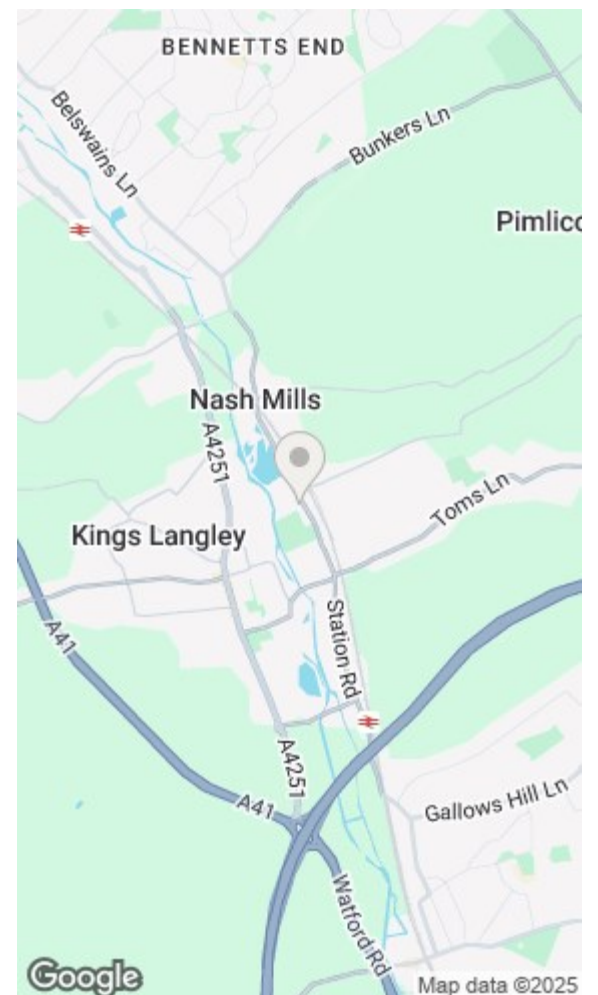 BENNETTS END
Belswains Ln
Bunkers Ln
Pimlico
Nash Mills
A4251
Toms Ln
Kings Langley
Station Rd
A41
A4251
A41
Gallows Hill Ln
Watford Rd
Google
Map data ©2025